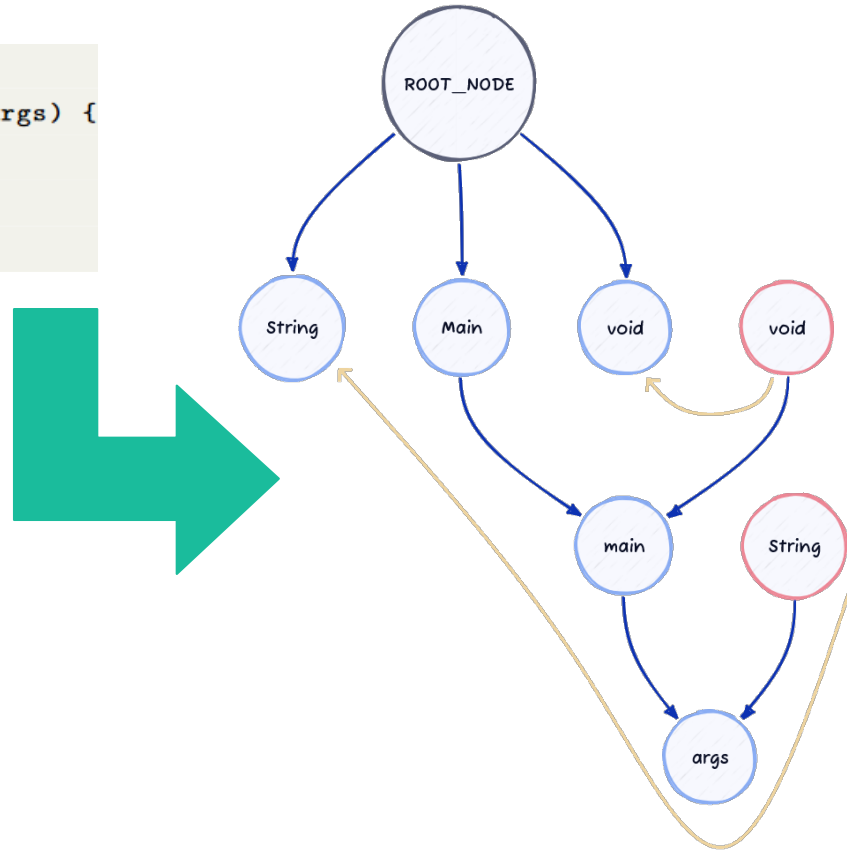 rgs) {
ROOT_NODE
String
Main
void
void
main
String
args